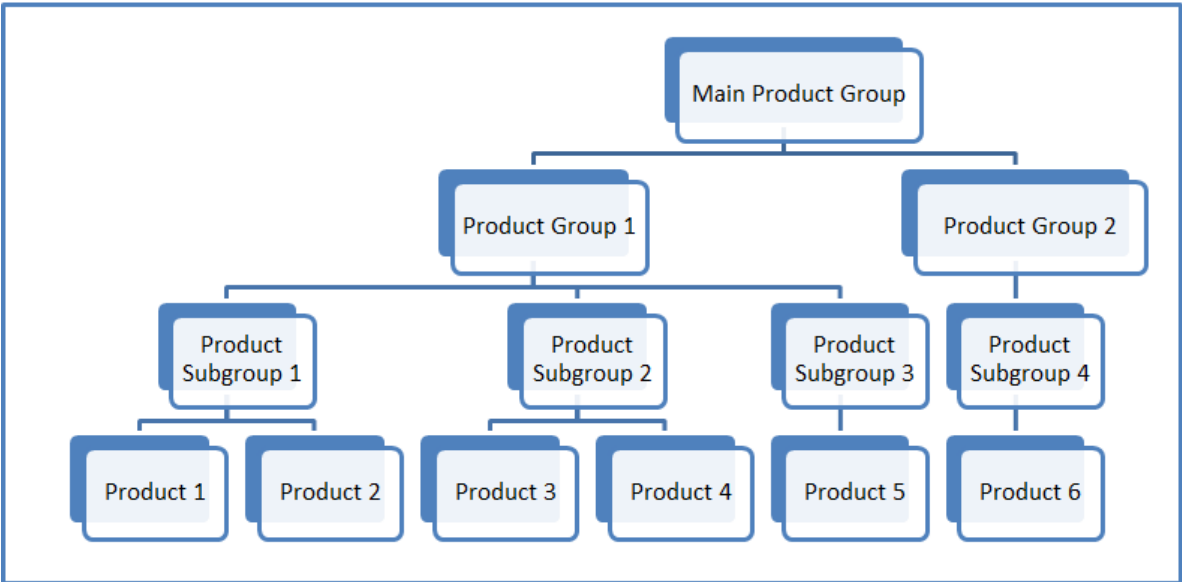 Main Product Group
Product Group 1
Product Group 2
Product
Subgroup 1
Product
Subgroup 2
Product
Subgroup 3
Product
Subgroup 4
Product 1
Product 2
Product 3
Product 4
Product 5
Product 6